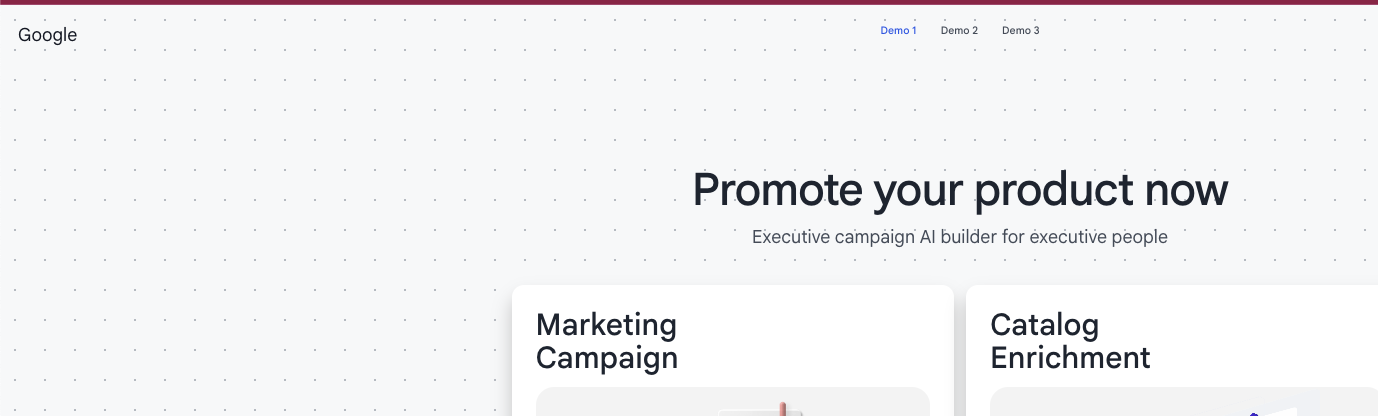 Google
Demo 1 Demo 2 Demo 3
Promote your product now
Executive campaign AI builder for executive people
Marketing
Campaign
Catalog
Enrichment